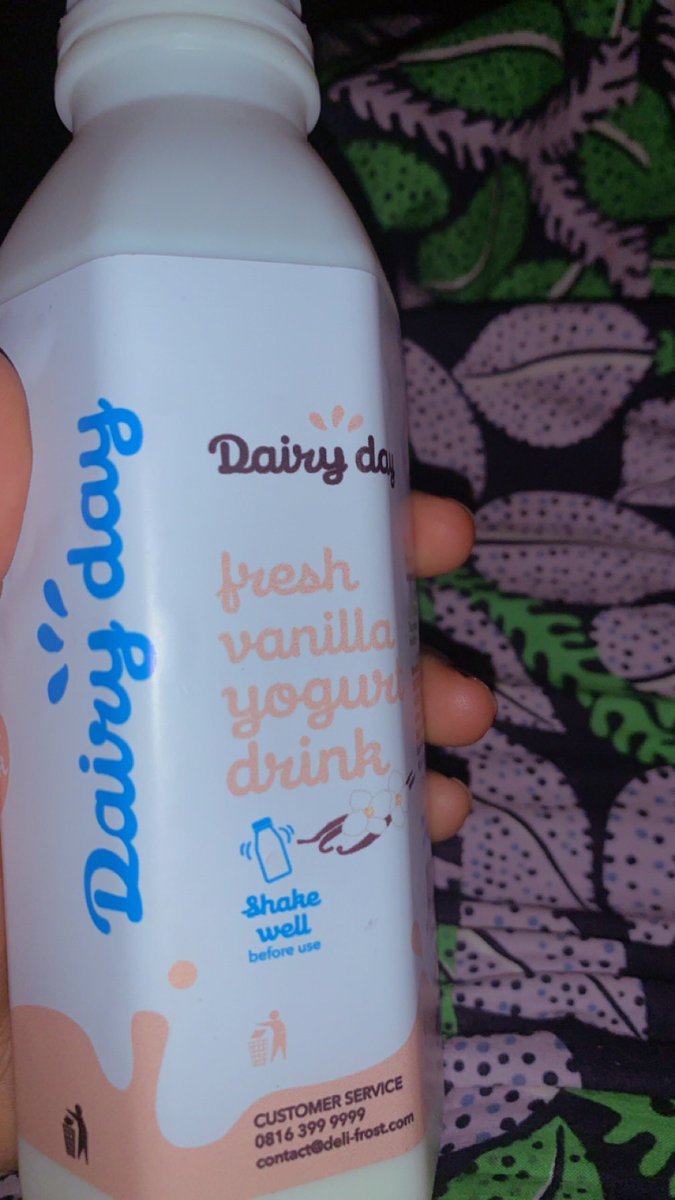 Dairy day
Dairy day
fresh
vanilla
yogurt
drink
Shake
well
before use
CUSTOMER SERVICE
0816 399 9999
contact@deli-frost.com